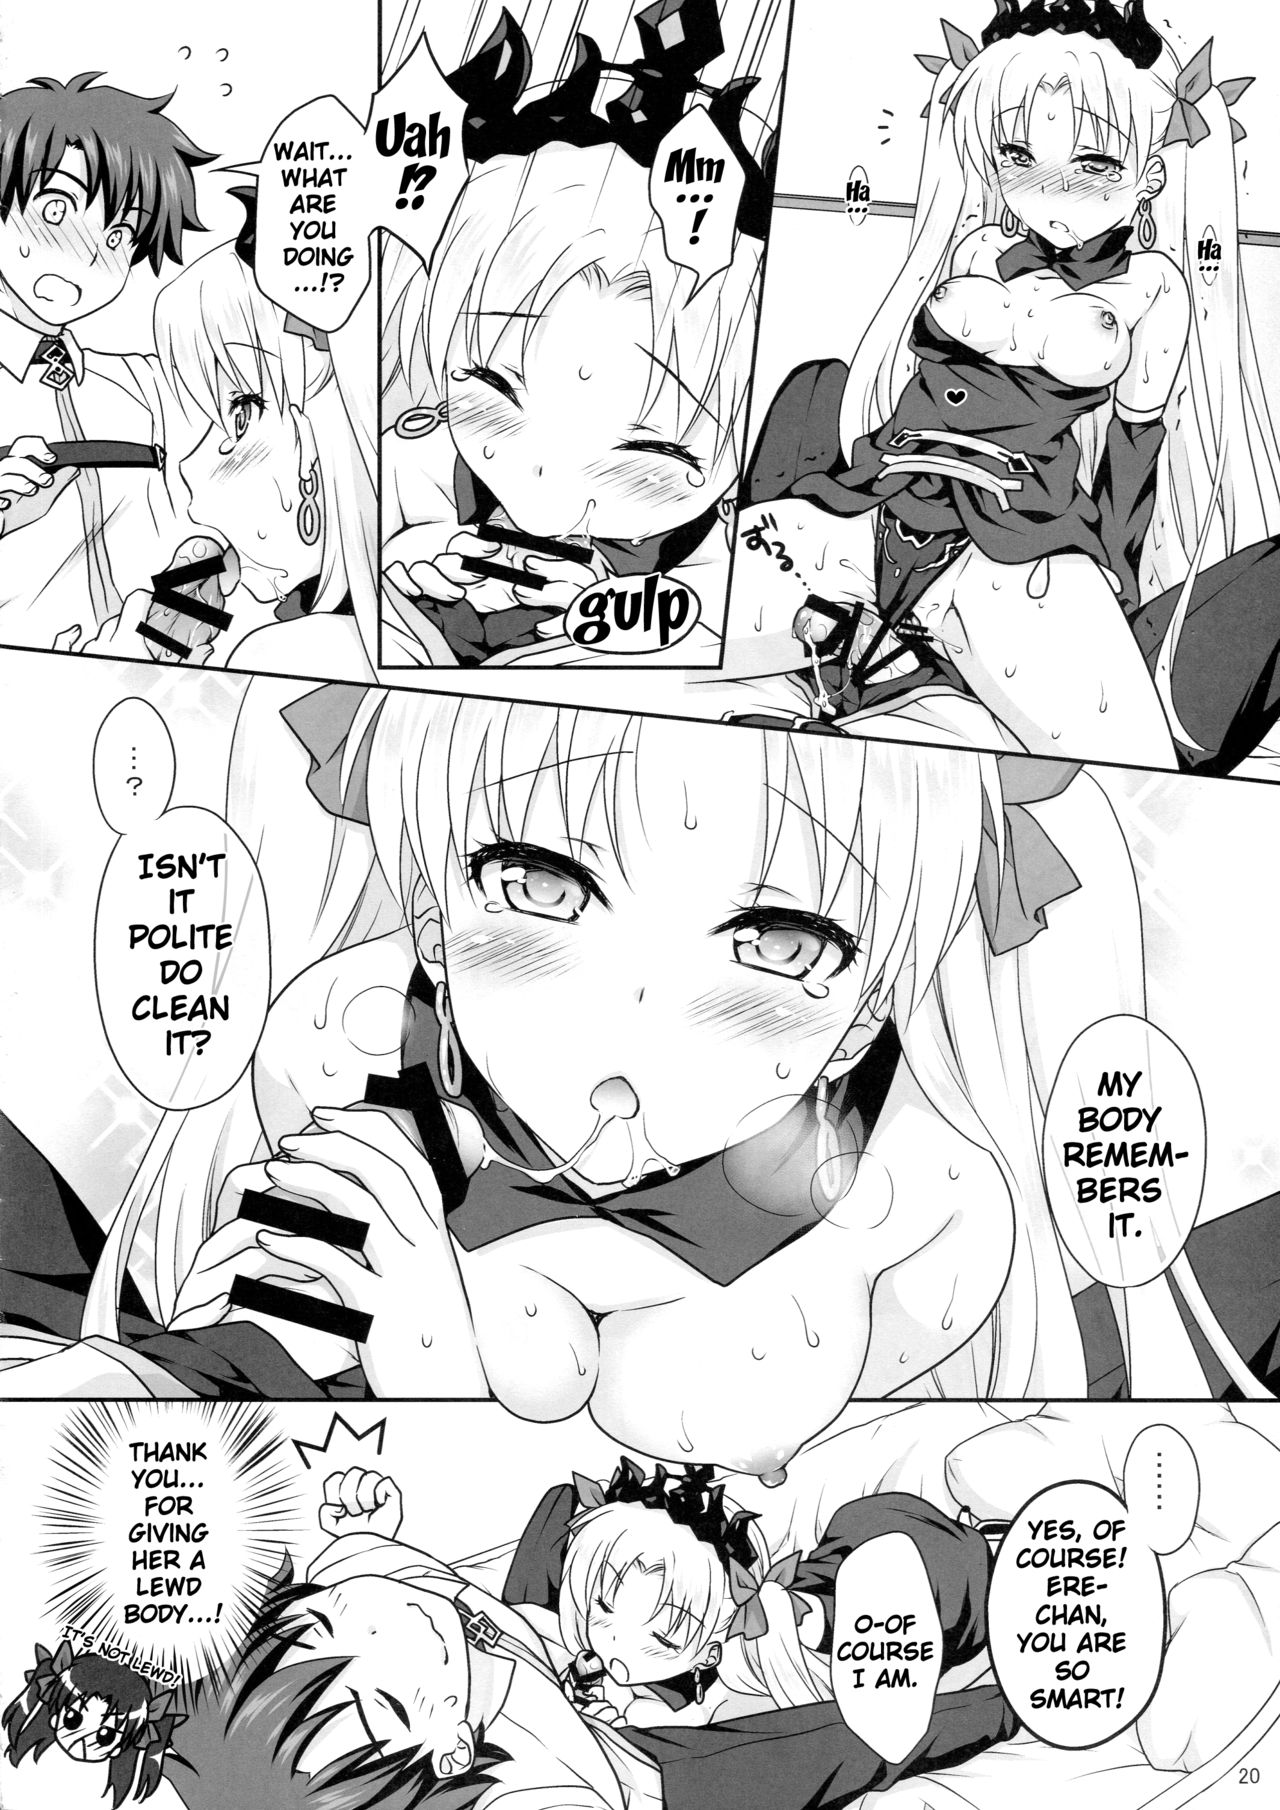 Ha
...
Ha
...
ずる...
Mm
...
!
Uah
!?
gulp
WAIT...
WHAT
ARE
YOU
DOING
...!?
MY
BODY
REMEM-
BERS
IT.
...?
ISN'T
IT
POLITE
DO
CLEAN
IT?
......
YES, OF
COURSE!
ERE-
CHAN,
YOU ARE
SO
SMART!
O-OF
COURSE
I AM.
THANK
YOU...
FOR
GIVING
HER A
LEWD
BODY...!
IT'S NOT LEWD!
20